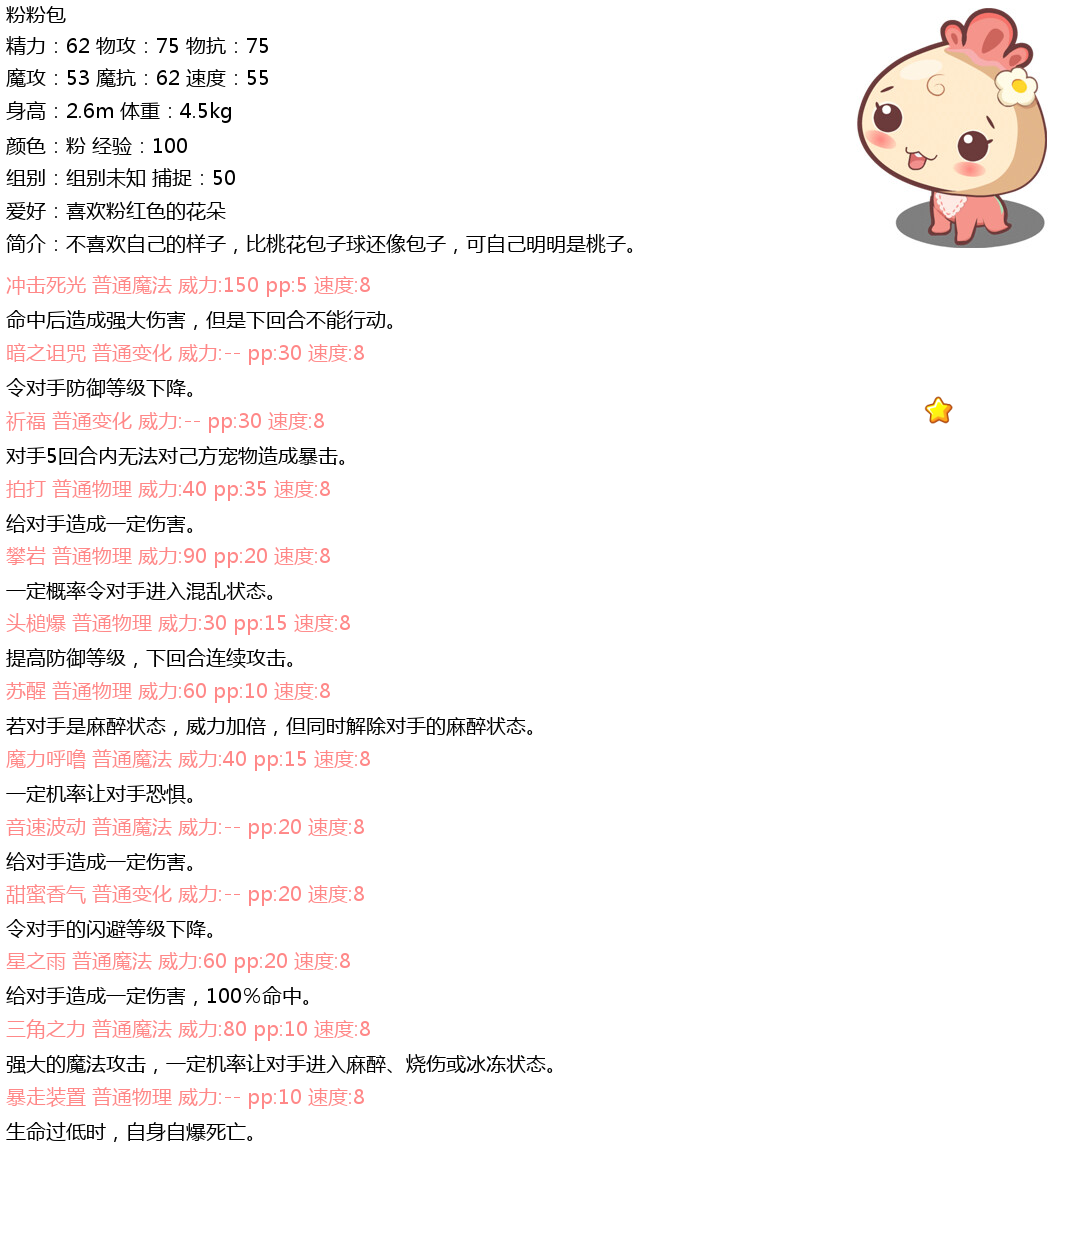 粉粉包
精力：62 物攻：75 物抗：75
魔攻：53 魔抗：62 速度：55
身高：2.6m 体重：4.5kg
颜色：粉 经验：100
组别：组别未知 捕捉：50
爱好：喜欢粉红色的花朵
简介：不喜欢自己的样子，比桃花包子球还像包子，可自己明明是桃子。
冲击死光 普通魔法 威力:150 pp:5 速度:8
命中后造成强大伤害，但是下回合不能行动。
暗之诅咒 普通变化 威力:-- pp:30 速度:8
令对手防御等级下降。
祈福 普通变化 威力:-- pp:30 速度:8
对手5回合内无法对己方宠物造成暴击。
拍打 普通物理 威力:40 pp:35 速度:8
给对手造成一定伤害。
攀岩 普通物理 威力:90 pp:20 速度:8
一定概率令对手进入混乱状态。
头槌爆 普通物理 威力:30 pp:15 速度:8
提高防御等级，下回合连续攻击。
苏醒 普通物理 威力:60 pp:10 速度:8
若对手是麻醉状态，威力加倍，但同时解除对手的麻醉状态。
魔力呼噜 普通魔法 威力:40 pp:15 速度:8
一定机率让对手恐惧。
音速波动 普通魔法 威力:-- pp:20 速度:8
给对手造成一定伤害。
甜蜜香气 普通变化 威力:-- pp:20 速度:8
令对手的闪避等级下降。
星之雨 普通魔法 威力:60 pp:20 速度:8
给对手造成一定伤害，100%命中。
三角之力 普通魔法 威力:80 pp:10 速度:8
强大的魔法攻击，一定机率让对手进入麻醉、烧伤或冰冻状态。
暴走装置 普通物理 威力:-- pp:10 速度:8
生命过低时，自身自爆死亡。